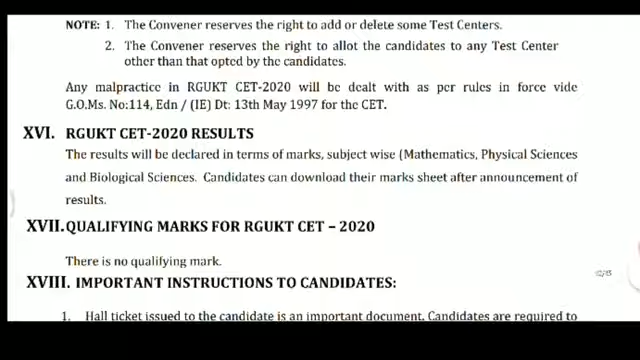 NOTE: 1. The Convener reserves the right to add or delete some Test Centers.
2. The Convener reserves the right to allot the candidates to any Test Center
other than that opted by the candidates.
Any malpractice in RGUKT CET-2020 will be dealt with as per rules in force vide
G.O.Ms. No:114, Edn / (IE) Dt: 13th May 1997 for the CET.
XVI. RGUKT CET-2020 RESULTS
The results will be declared in terms of marks, subject wise (Mathematics, Physical Sciences
and Biological Sciences. Candidates can download their marks sheet after announcement of
results.
XVII. QUALIFYING MARKS FOR RGUKT CET – 2020
There is no qualifying mark.
XVIII. IMPORTANT INSTRUCTIONS TO CANDIDATES:
1. Hall ticket issued to the candidate is an important document. Candidates are required to